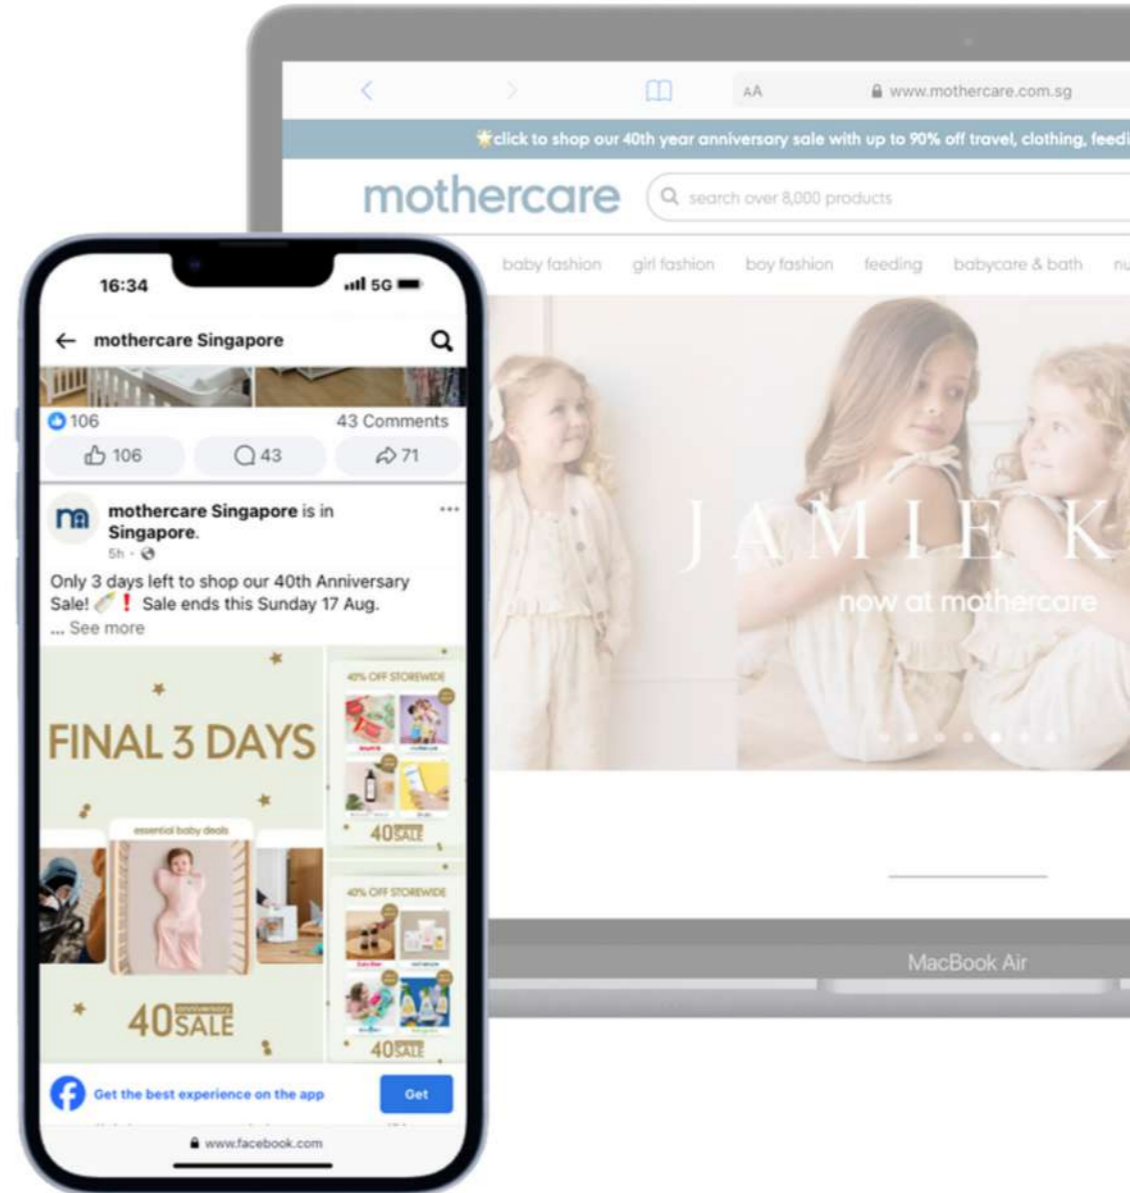 AA
www.mothercare.com.sg
click to shop our 40th year anniversary sale with up to 90% off travel, clothing, feedi
mothercare
search over 8,000 products
baby fashion girl fashion boy fashion feeding babycare & bath nu
JAMIE K
now at mothercare
MacBook Air
16:34
5G
mothercare Singapore
106
43 Comments
106 43 71
mothercare Singapore is in
Singapore.
5h
Only 3 days left to shop our 40th Anniversary
Sale! 🍼❗ Sale ends this Sunday 17 Aug.
... See more
FINAL 3 DAYS
essential baby deals
40 anniversary SALE
40% OFF STOREWIDE
40 SALE
40% OFF STOREWIDE
40 SALE
Get the best experience on the app
Get
www.facebook.com